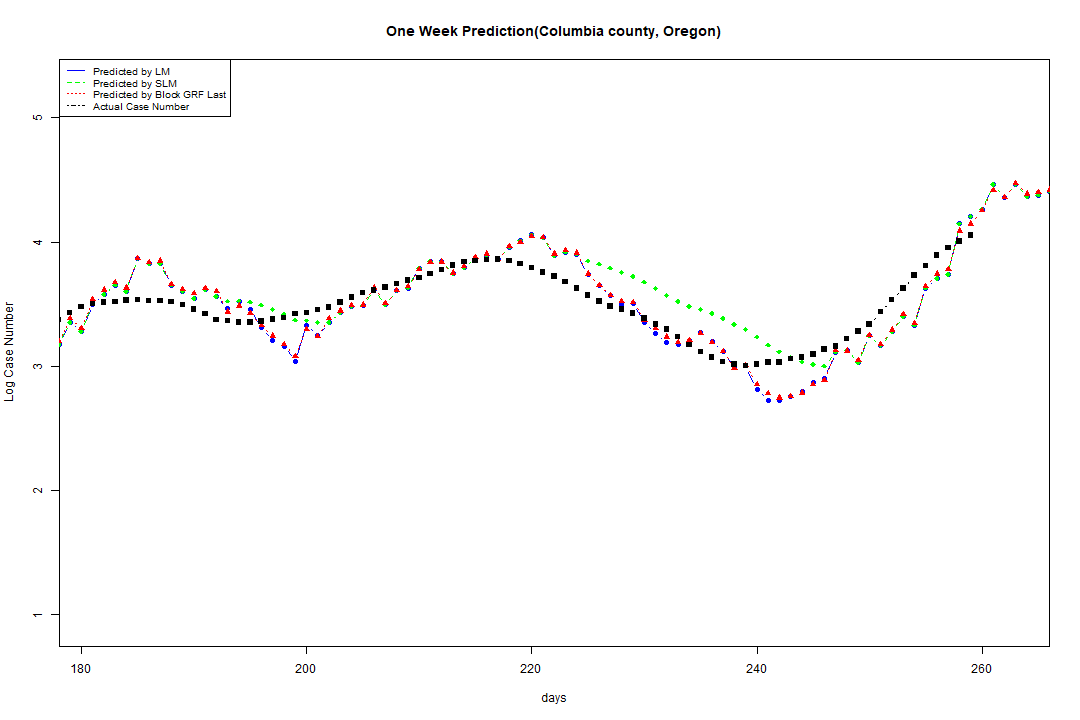 One Week Prediction(Columbia county, Oregon)
Predicted by LM
Predicted by SLM
Predicted by Block GRF Last
Actual Case Number
5
4
3
2
1
Log Case Number
180 200 220 240 260
days